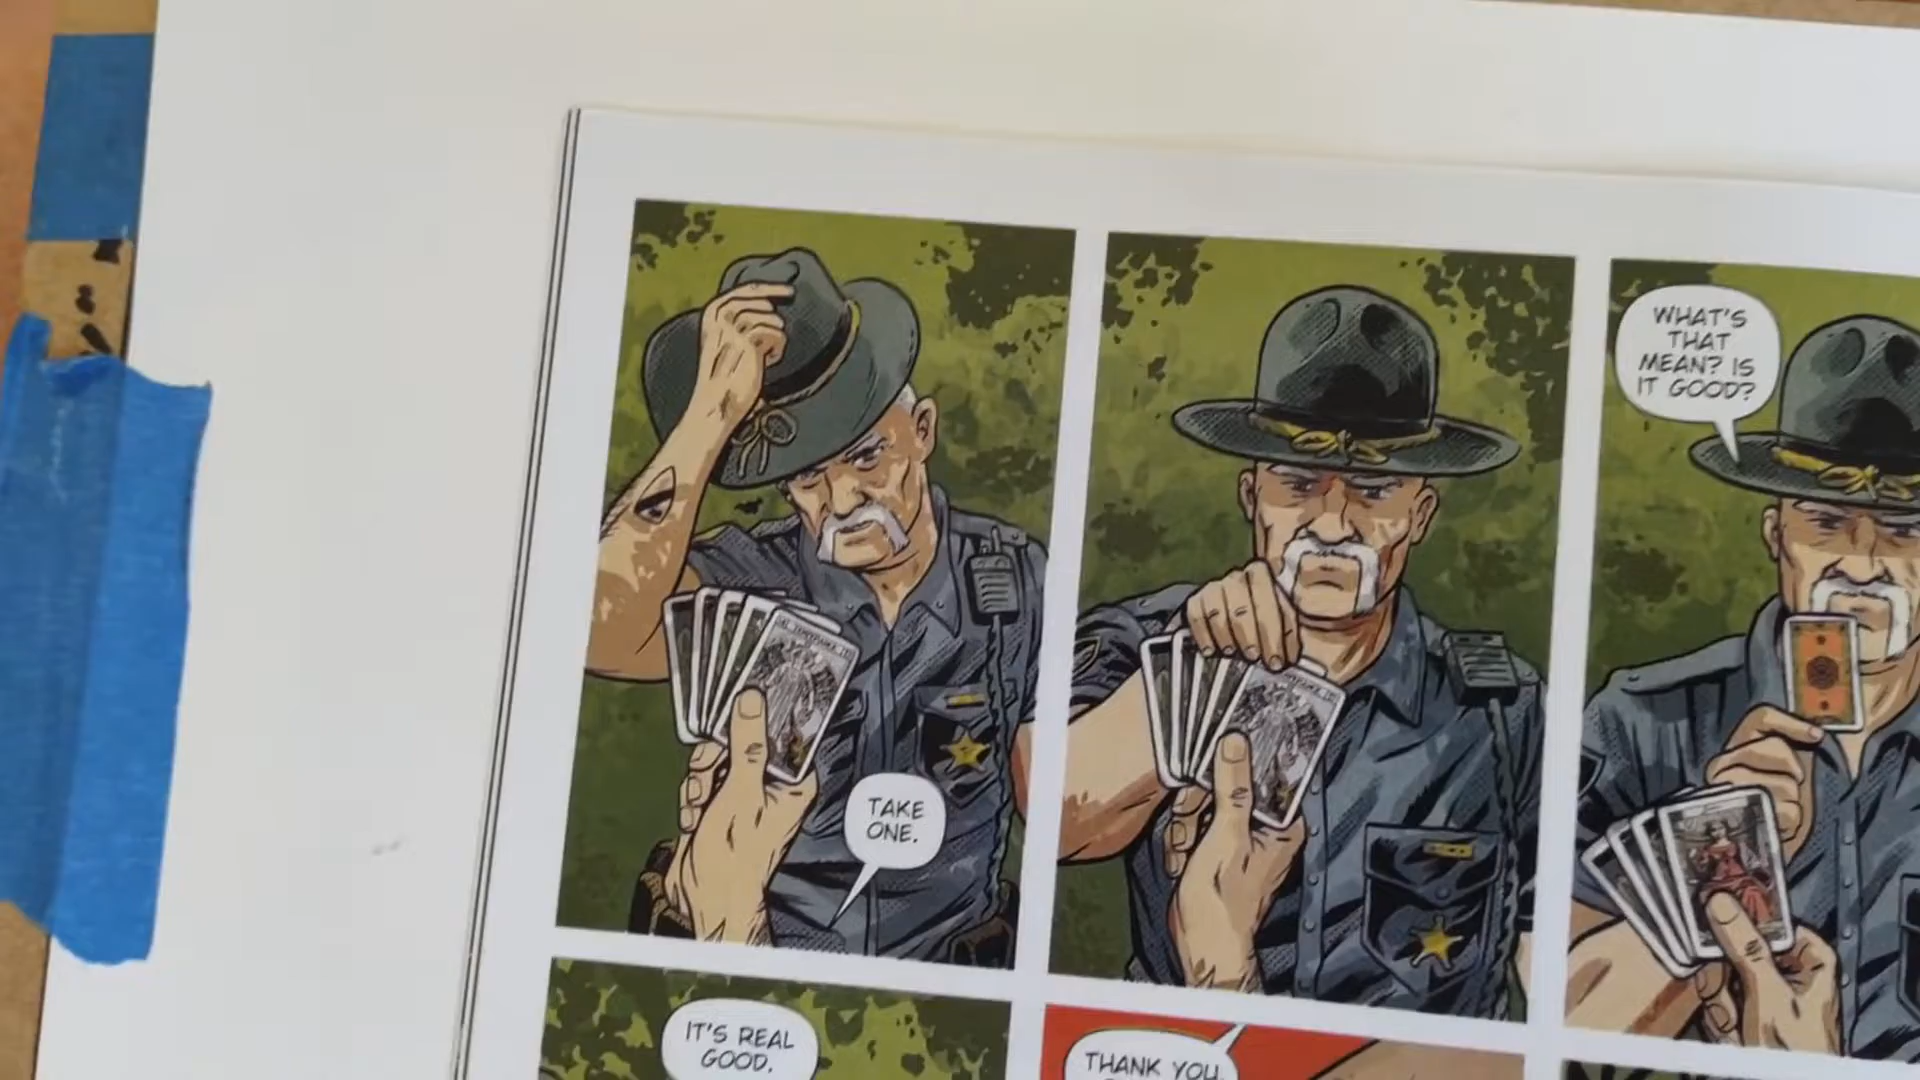 WHAT'S
THAT
MEAN? IS
IT GOOD?
TAKE
ONE.
IT'S REAL
GOOD.
THANK YOU.